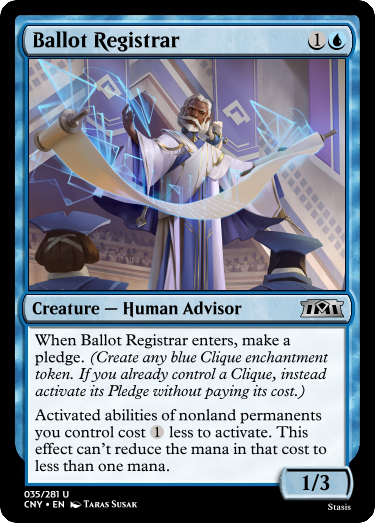 Ballot Registrar
1
Creature — Human Advisor
When Ballot Registrar enters, make a
pledge. (Create any blue Clique enchantment
token. If you already control a Clique, instead
activate its Pledge without paying its cost.)
Activated abilities of nonland permanents
you control cost 1 less to activate. This
effect can't reduce the mana in that cost to
less than one mana.
1/3
035/281 U
CNY • EN Taras Susak
Stasis